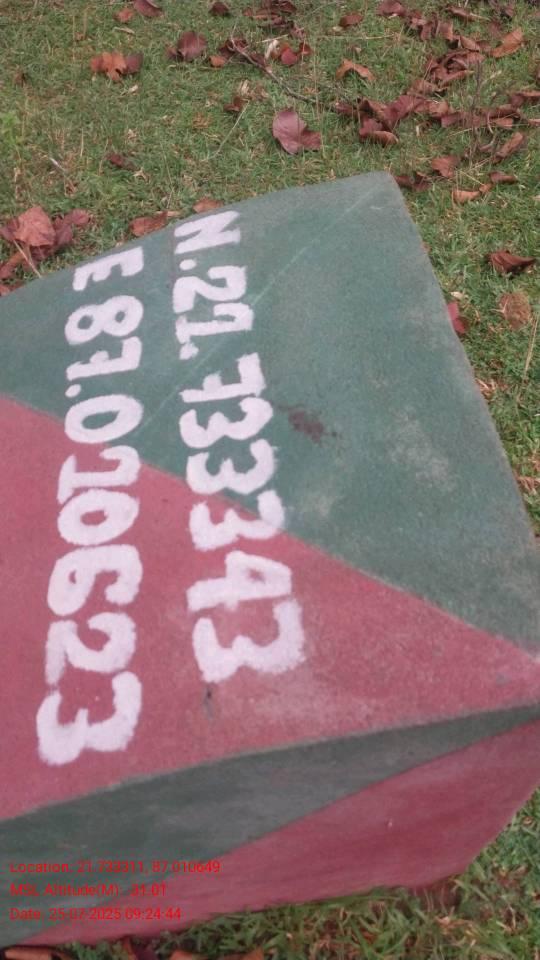 N.21.733343
E 87.010623
Location: 21.733311, 87.010649
MSL Altitude(M): -31.01
Date: 25-07-2025 09:24:44